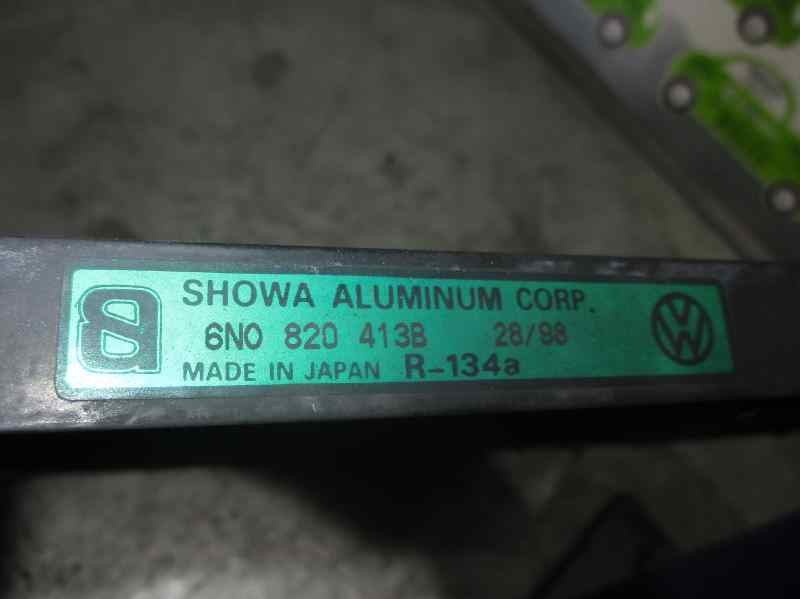 SHOWA ALUMINUM CORP.
6N0 820 413B 28/98
MADE IN JAPAN R-134a